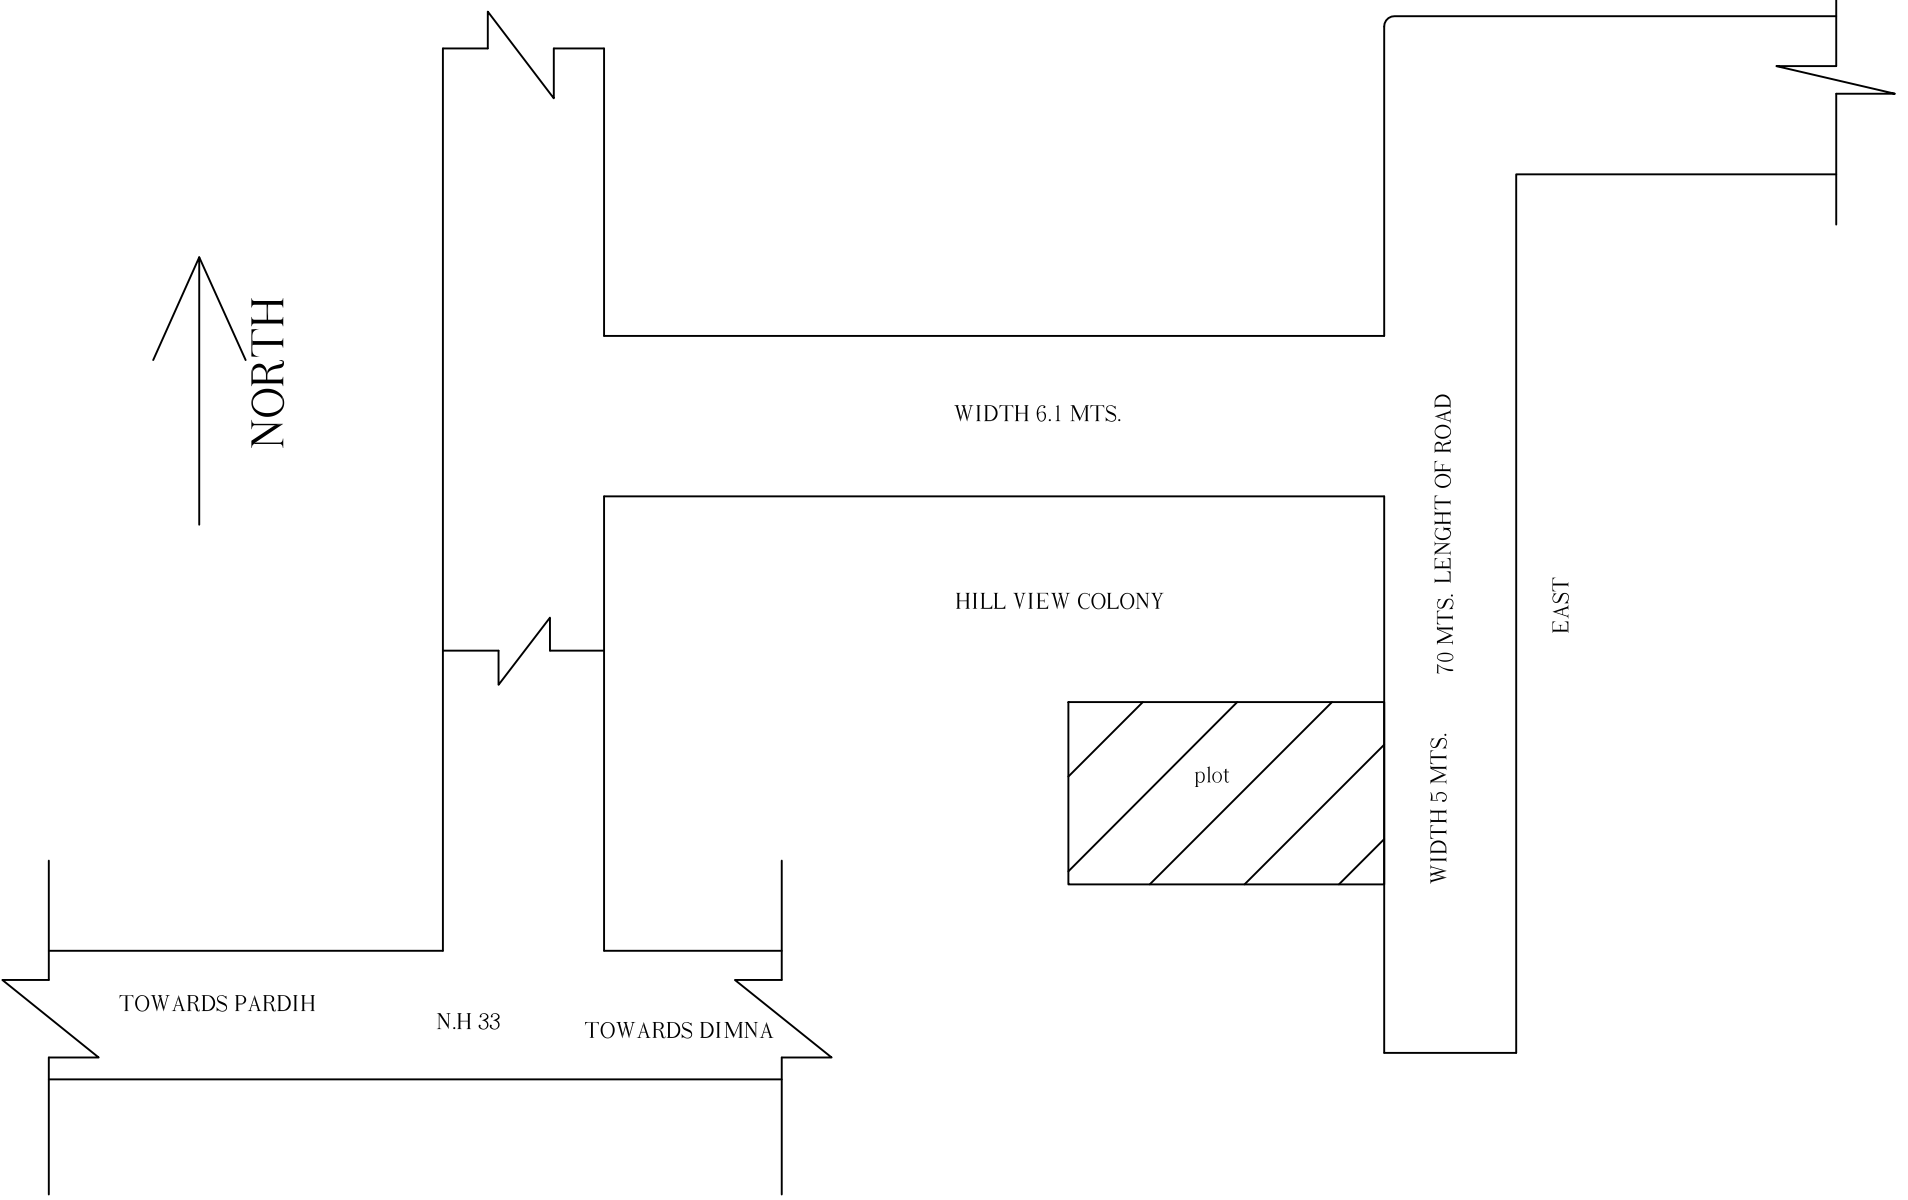 NORTH
WIDTH 6.1 MTS.
70 MTS. LENGHT OF ROAD
HILL VIEW COLONY
EAST
plot
WIDTH 5 MTS.
TOWARDS PARDIH
N.H 33
TOWARDS DIMNA